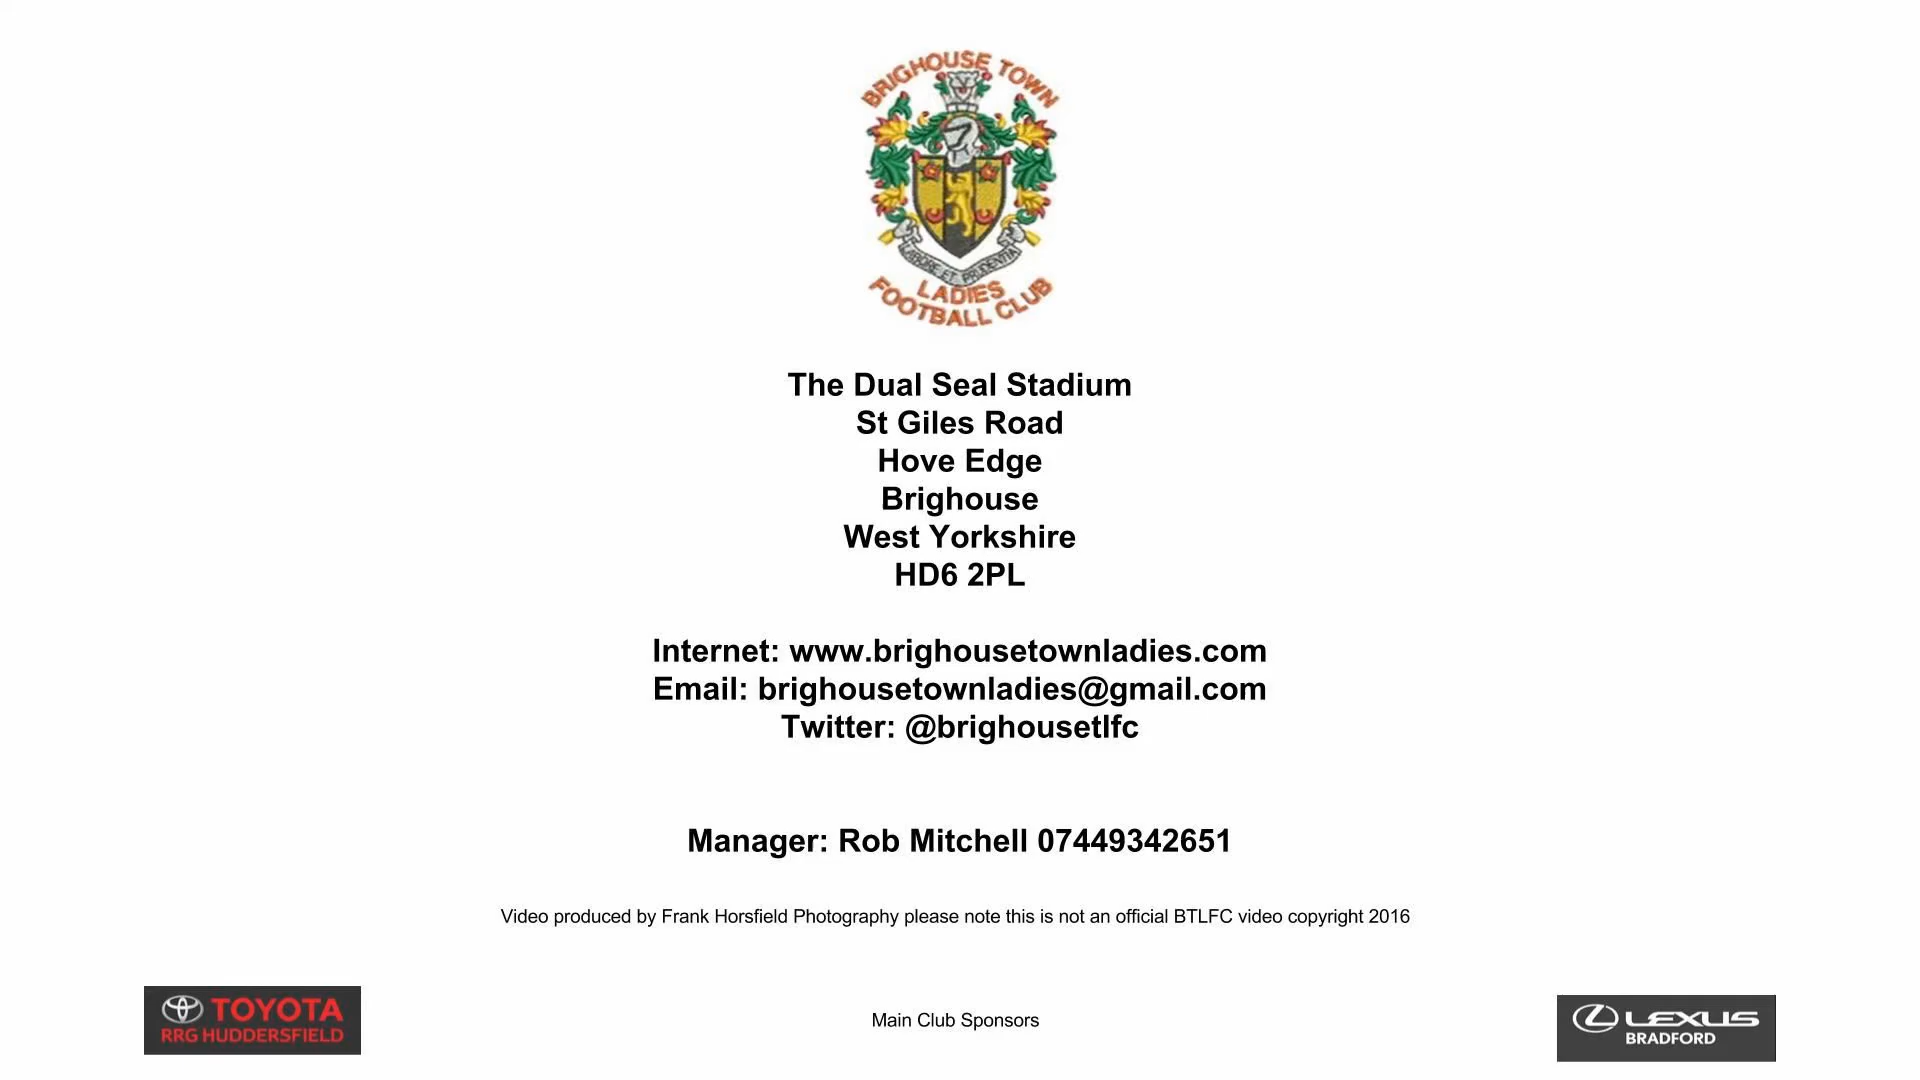 BRIGHOUSE TOWN
LABORE ET PRUDENTIA
LADIES
FOOTBALL CLUB
The Dual Seal Stadium
St Giles Road
Hove Edge
Brighouse
West Yorkshire
HD6 2PL
Internet: www.brighousetownladies.com
Email: brighousetownladies@gmail.com
Twitter: @brighousetlfc
Manager: Rob Mitchell 07449342651
Video produced by Frank Horsfield Photography please note this is not an official BTLFC video copyright 2016
TOYOTA
RRG HUDDERSFIELD
Main Club Sponsors
LEXUS
BRADFORD